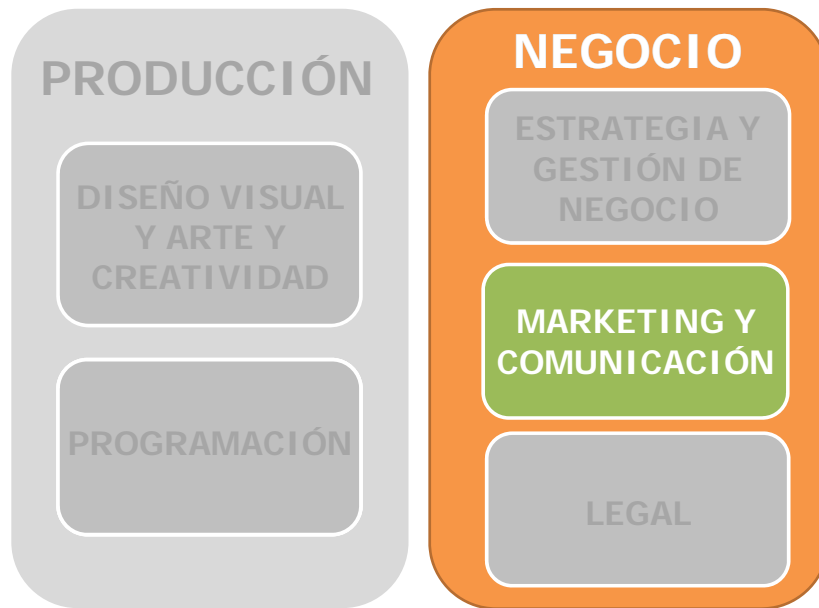 PRODUCCIÓN
DISEÑO VISUAL
Y ARTE Y
CREATIVIDAD
PROGRAMACIÓN
NEGOCIO
ESTRATEGIA Y
GESTIÓN DE
NEGOCIO
MARKETING Y
COMUNICACIÓN
LEGAL